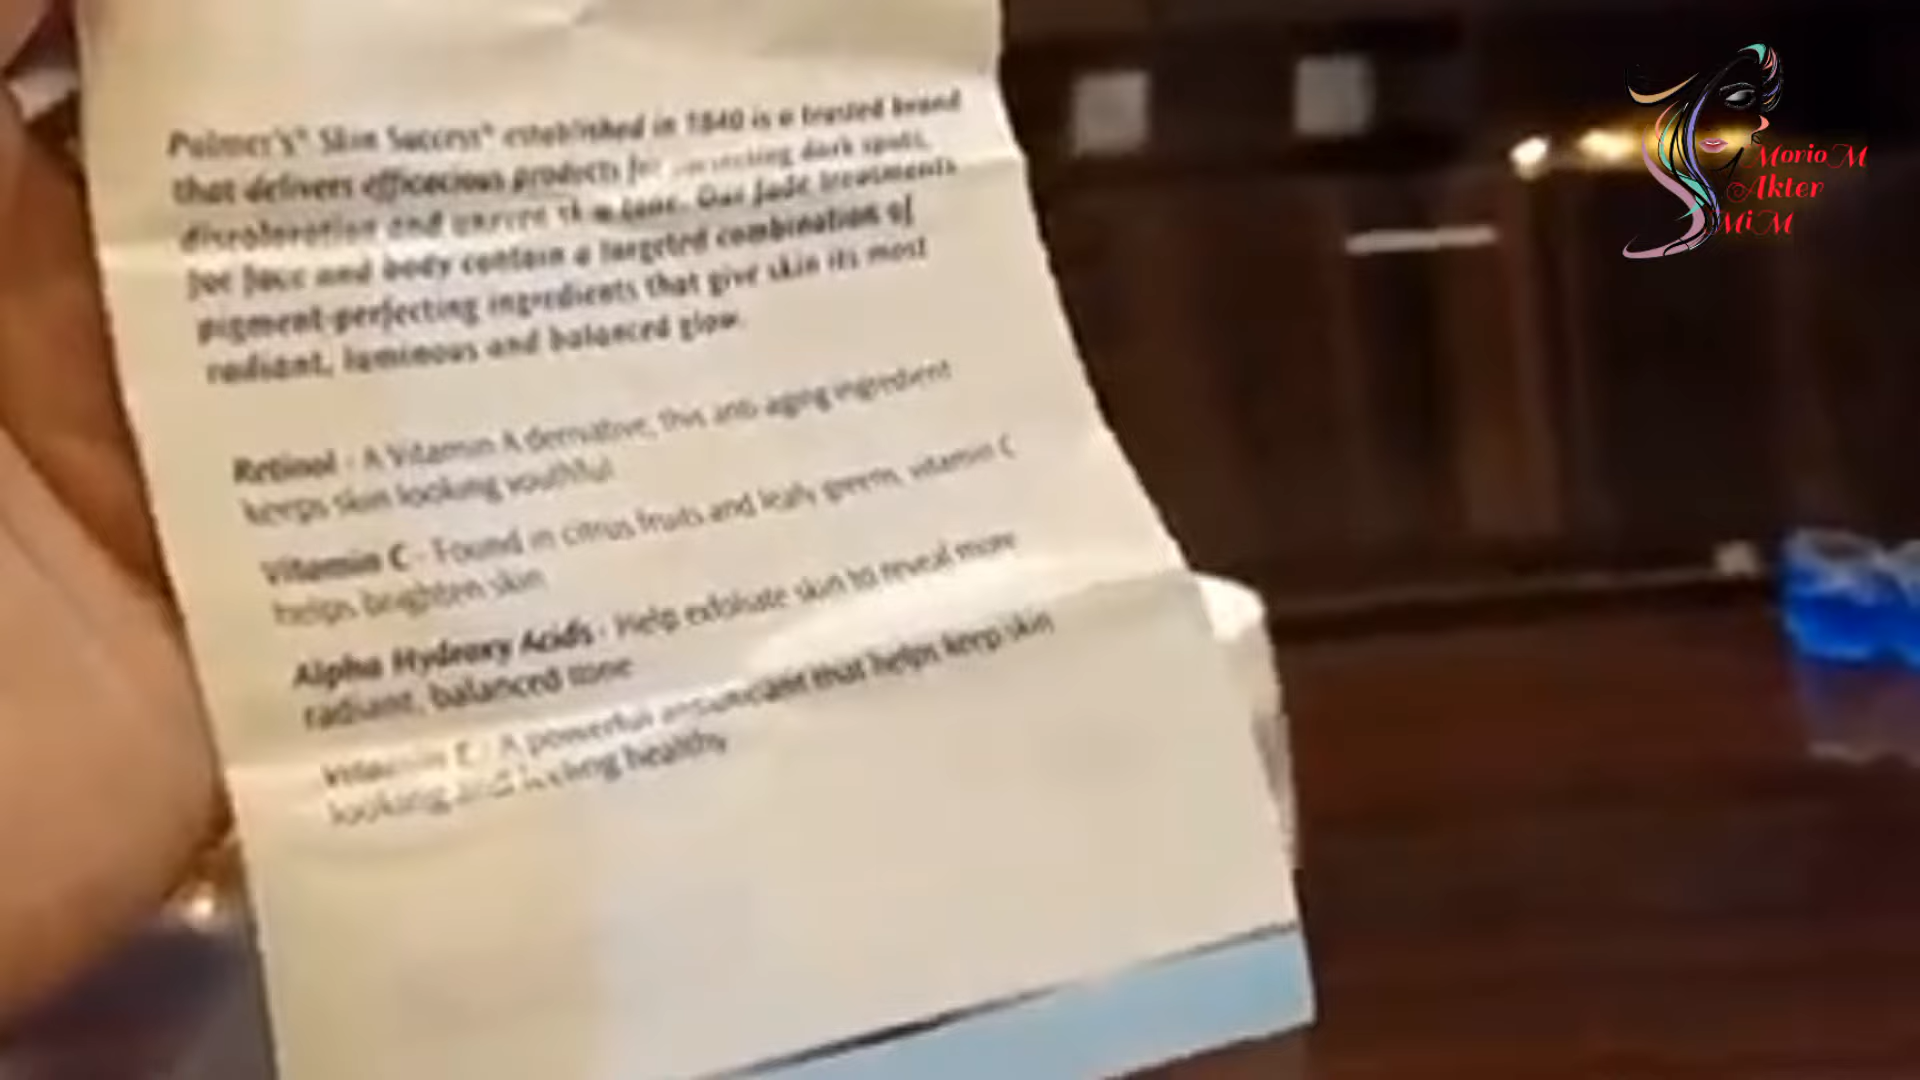 Palmer's® Skin Success® established in 1840 is a trusted brand
that delivers efficacious products for correcting dark spots,
discoloration and uneven skin tone. Our fade treatments
for face and body contain a targeted combination of
pigment-perfecting ingredients that give skin its most
radiant, luminous and balanced glow.
Retinol - A Vitamin A derivative, this anti-aging ingredient
keeps skin looking youthful
Vitamin C - Found in citrus fruits and leafy greens, vitamin C
helps brighten skin
Alpha Hydroxy Acids - Help exfoliate skin to reveal more
radiant, balanced tone
Vitamin E - A powerful antioxidant that helps keep skin
looking and feeling healthy
MorioM
Akter
MiM